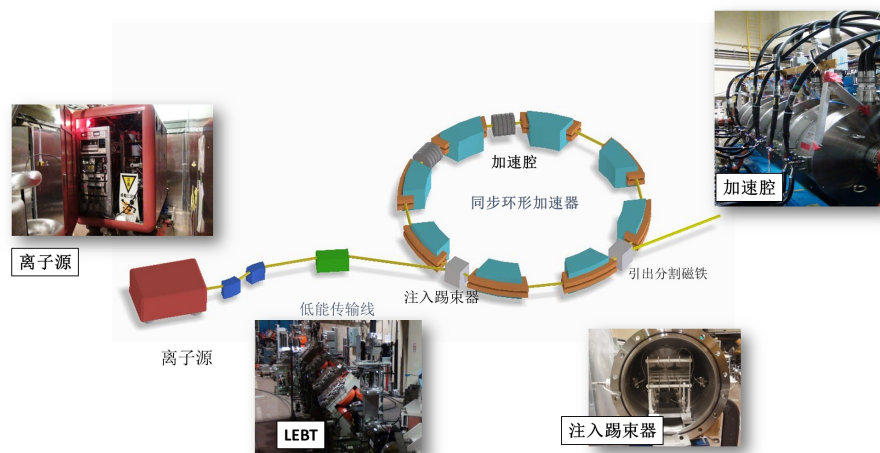 加速腔
同步环形加速器
加速腔
离子源
引出分割磁铁
注入踢束器
低能传输线
离子源
LEBT
注入踢束器